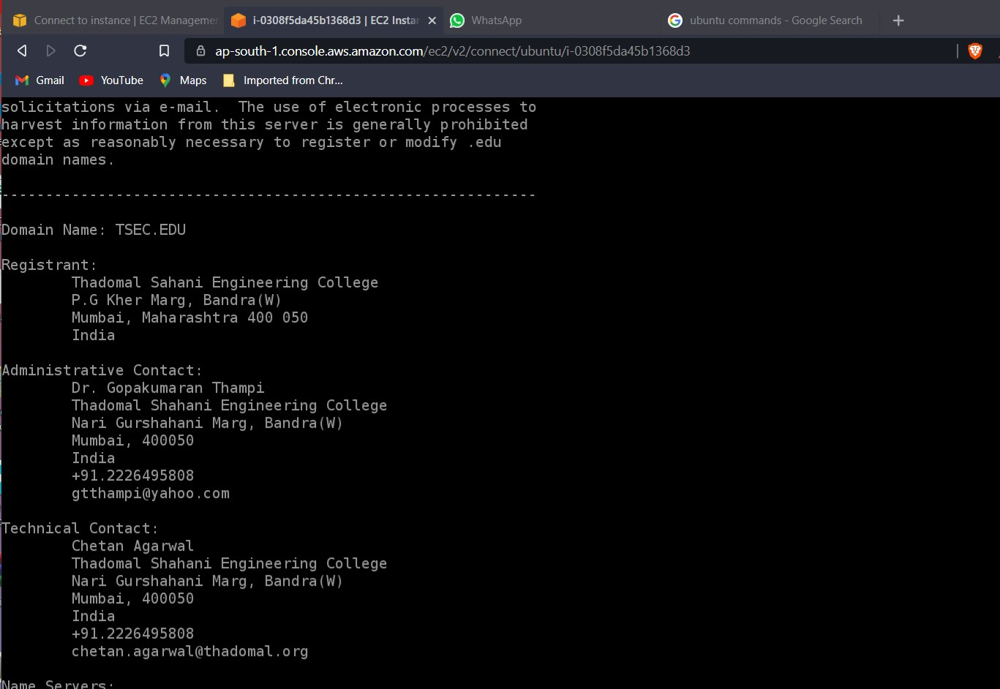 Connect to instance | EC2 Managemen
i-0308f5da45b1368d3 | EC2 Instan
WhatsApp
ubuntu commands - Google Search
ap-south-1.console.aws.amazon.com/ec2/v2/connect/ubuntu/i-0308f5da45b1368d3
Gmail YouTube Maps Imported from Chr...
solicitations via e-mail.  The use of electronic processes to
harvest information from this server is generally prohibited
except as reasonably necessary to register or modify .edu
domain names.
-------------------------------------------------------------
Domain Name: TSEC.EDU
Registrant:
Thadomal Sahani Engineering College
P.G Kher Marg, Bandra(W)
Mumbai, Maharashtra 400 050
India
Administrative Contact:
Dr. Gopakumaran Thampi
Thadomal Shahani Engineering College
Nari Gurshahani Marg, Bandra(W)
Mumbai, 400050
India
+91.2226495808
gtthampi@yahoo.com
Technical Contact:
Chetan Agarwal
Thadomal Shahani Engineering College
Nari Gurshahani Marg, Bandra(W)
Mumbai, 400050
India
+91.2226495808
chetan.agarwal@thadomal.org
Name Servers: